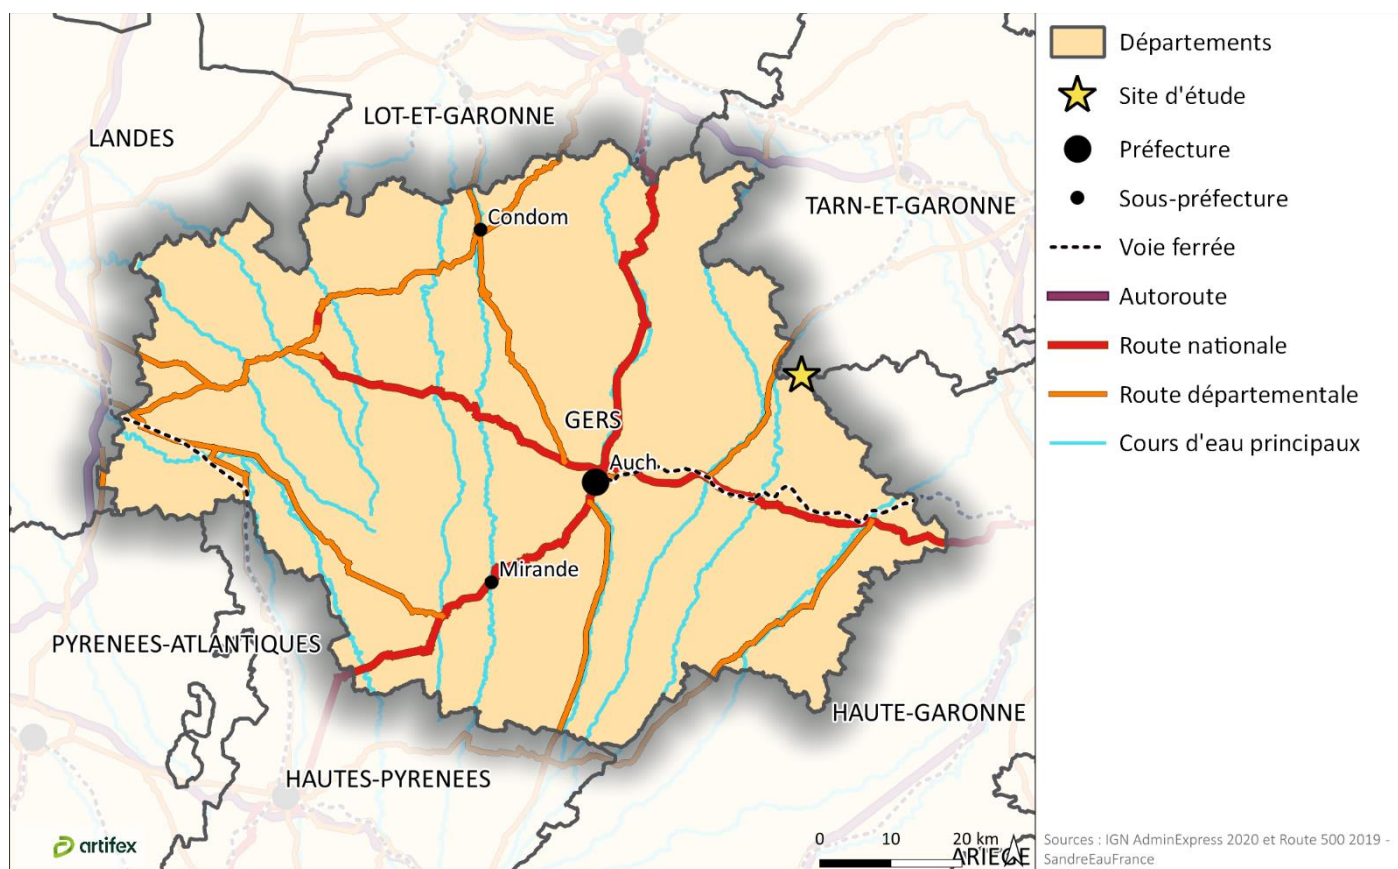 LOT-ET-GARONNE
LANDES
TARN-ET-GARONNE
Condom
GERS
Auch
Mirande
PYRENEES-ATLANTIQUES
HAUTE-GARONNE
HAUTES-PYRENEES
artifex
0 10 20 km
ARIEGE
Départements
Site d'étude
Préfecture
Sous-préfecture
Voie ferrée
Autoroute
Route nationale
Route départementale
Cours d'eau principaux
Sources : IGN AdminExpress 2020 et Route 500 2019 -
SandreEauFrance